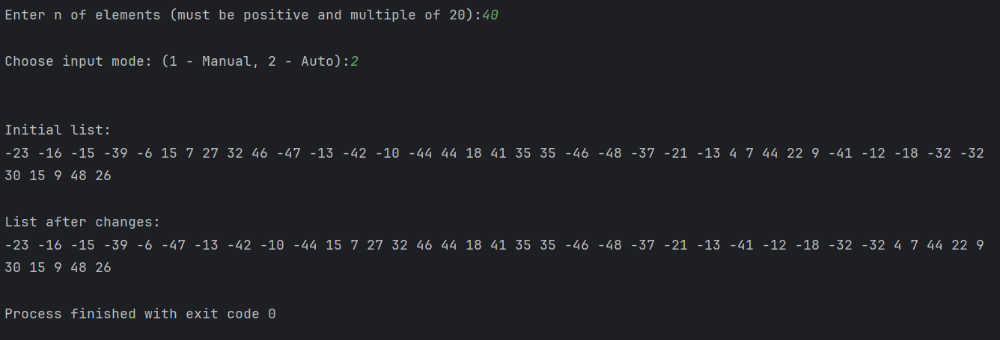 Enter n of elements (must be positive and multiple of 20):40
Choose input mode: (1 - Manual, 2 - Auto):2
Initial list:
-23 -16 -15 -39 -6 15 7 27 32 46 -47 -13 -42 -10 -44 44 18 41 35 35 -46 -48 -37 -21 -13 4 7 44 22 9 -41 -12 -18 -32 -32
30 15 9 48 26
List after changes:
-23 -16 -15 -39 -6 -47 -13 -42 -10 -44 15 7 27 32 46 44 18 41 35 35 -46 -48 -37 -21 -13 -41 -12 -18 -32 -32 4 7 44 22 9
30 15 9 48 26
Process finished with exit code 0